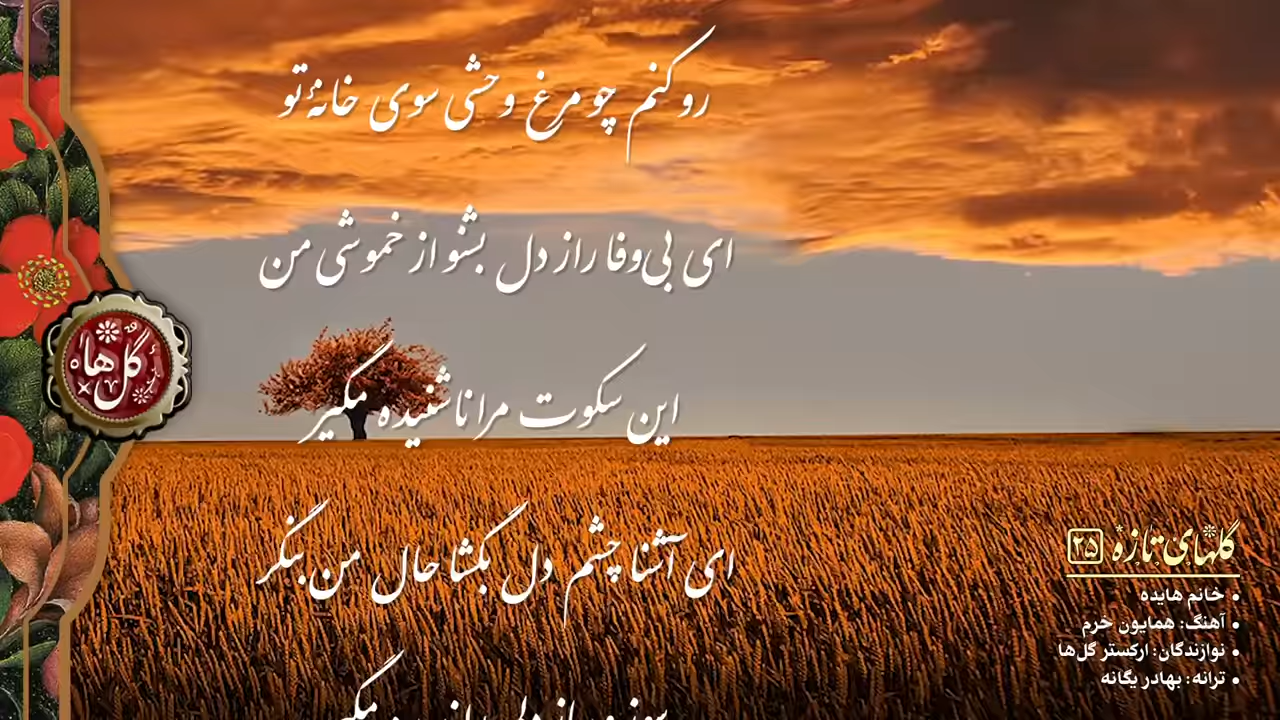 رو کنم چو مرغ وحشی سوی خانهٔ تو
ای بی‌وفا راز دل بشنو از خموشی من
این سکوت مرا ناشنیده مگیر
ای آشنا چشم دل بگشا حال من بنگر
گل‌ها
گلهای تازه ۲۵
• خانم هایده
• آهنگ: همایون خرم
• نوازندگان: ارکستر گل‌ها
• ترانه: بهادر یگانه